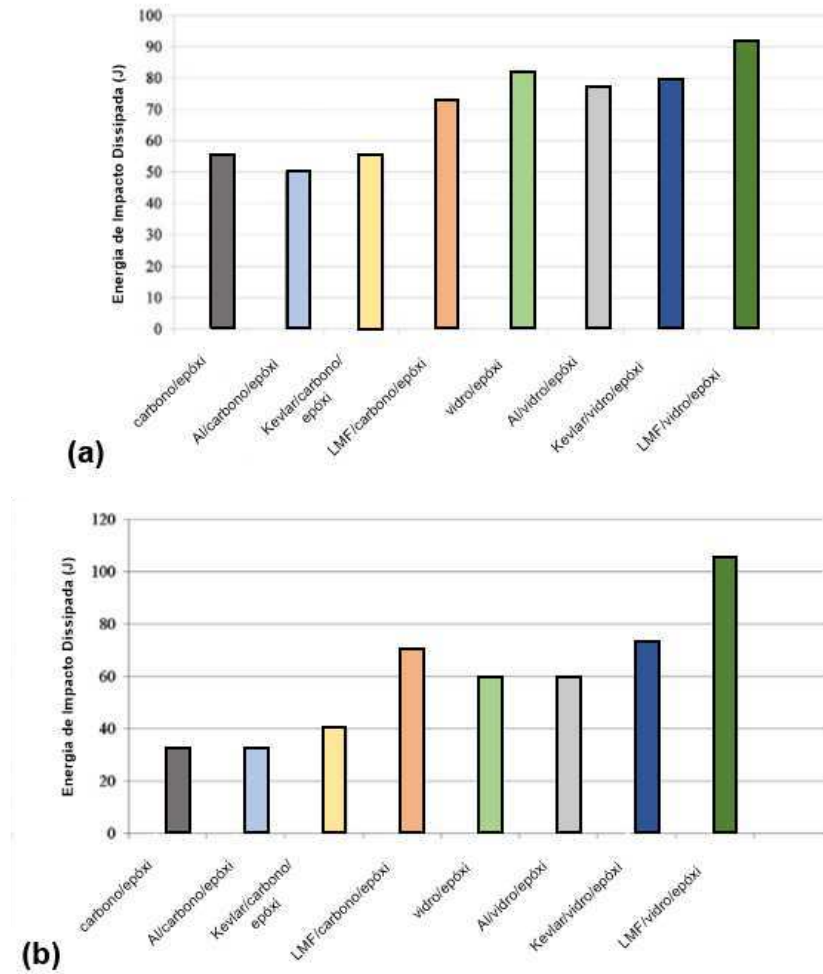 Energia de Impacto Dissipada (J)
100
90
80
70
60
50
40
30
20
10
0
carbono/epóxi
Al/carbono/epóxi
Kevlar/carbono/
epóxi
LMF/carbono/epóxi
vidro/epóxi
Al/vidro/epóxi
Kevlar/vidro/epóxi
LMF/vidro/epóxi
(a)
Energia de Impacto Dissipada (J)
120
100
80
60
40
20
0
carbono/epóxi
Al/carbono/epóxi
Kevlar/carbono/
epóxi
LMF/carbono/epóxi
vidro/epóxi
Al/vidro/epóxi
Kevlar/vidro/epóxi
LMF/vidro/epóxi
(b)